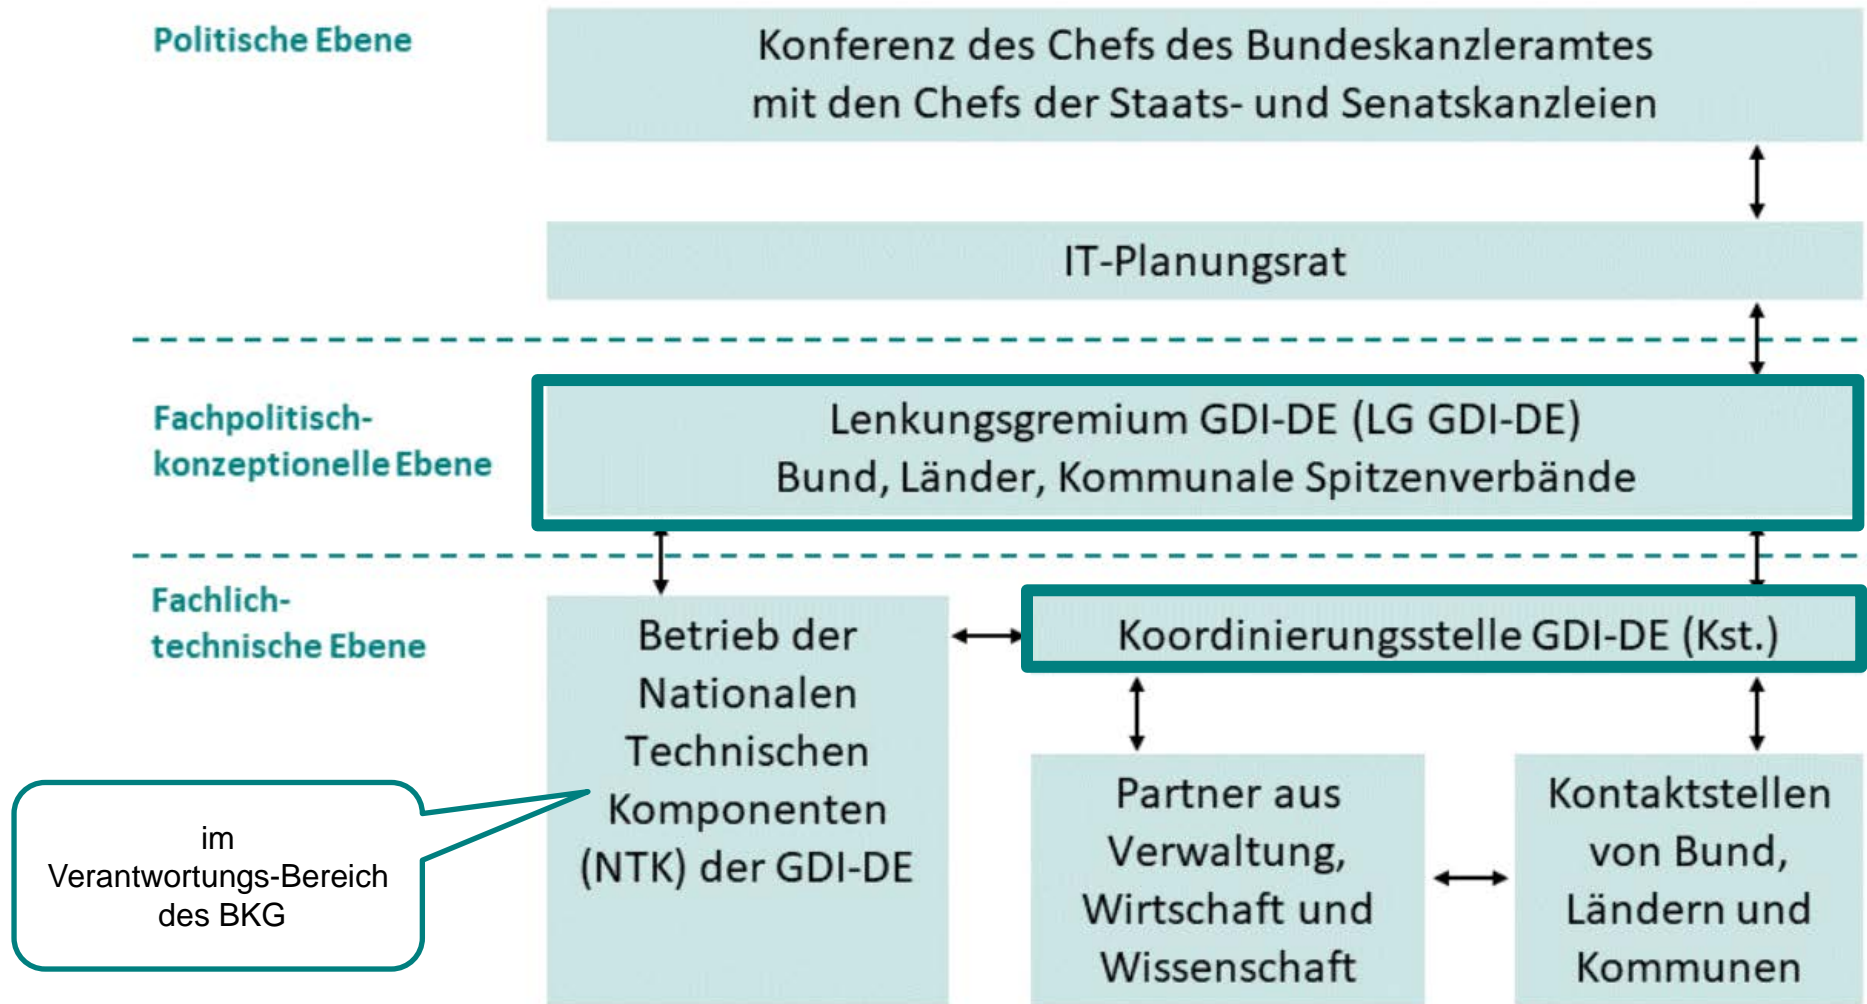 Politische Ebene
Konferenz des Chefs des Bundeskanzleramtes
mit den Chefs der Staats- und Senatskanzleien
IT-Planungsrat
Fachpolitisch-
konzeptionelle Ebene
Lenkungsgremium GDI-DE (LG GDI-DE)
Bund, Länder, Kommunale Spitzenverbände
Fachlich-
technische Ebene
Betrieb der
Nationalen
Technischen
Komponenten
(NTK) der GDI-DE
Koordinierungsstelle GDI-DE (Kst.)
im
Verantwortungs-Bereich
des BKG
Partner aus
Verwaltung,
Wirtschaft und
Wissenschaft
Kontaktstellen
von Bund,
Ländern und
Kommunen